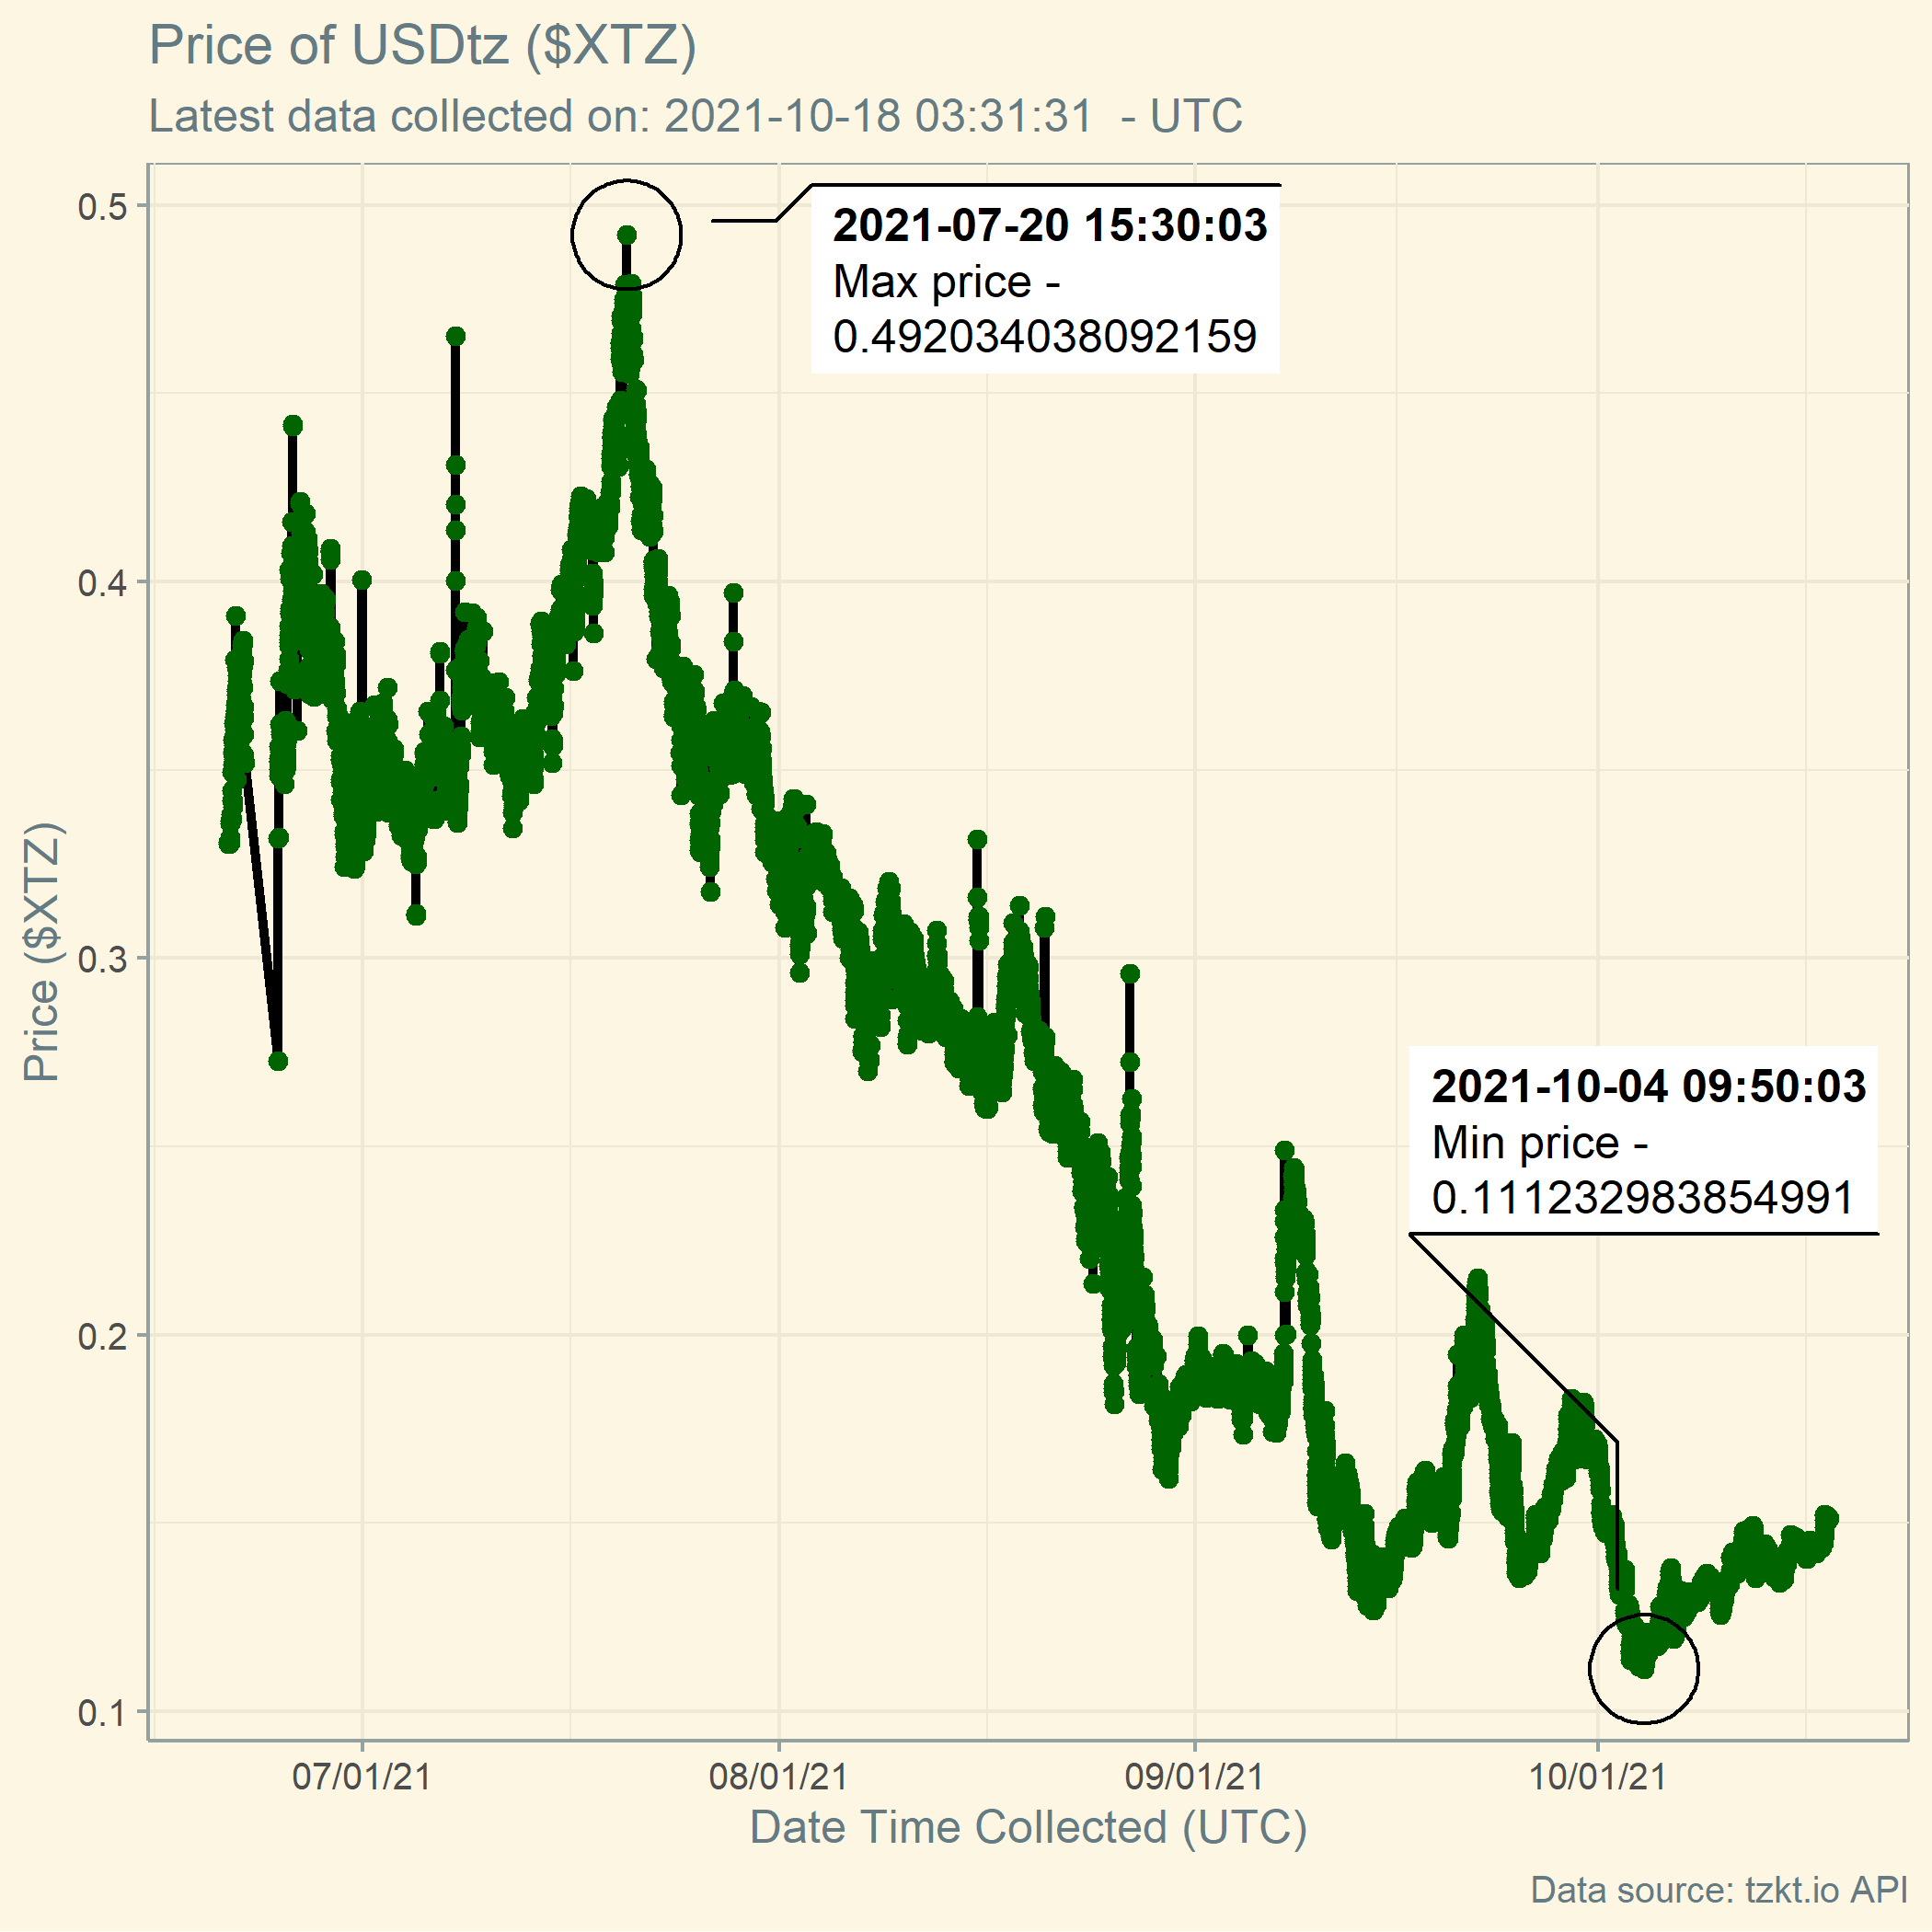 Price of USDtz ($XTZ)
Latest data collected on: 2021-10-18 03:31:31  - UTC
0.5
0.4
0.3
0.2
0.1
Price ($XTZ)
2021-07-20 15:30:03
Max price -
0.492034038092159
2021-10-04 09:50:03
Min price -
0.111232983854991
07/01/21
08/01/21
09/01/21
10/01/21
Date Time Collected (UTC)
Data source: tzkt.io API